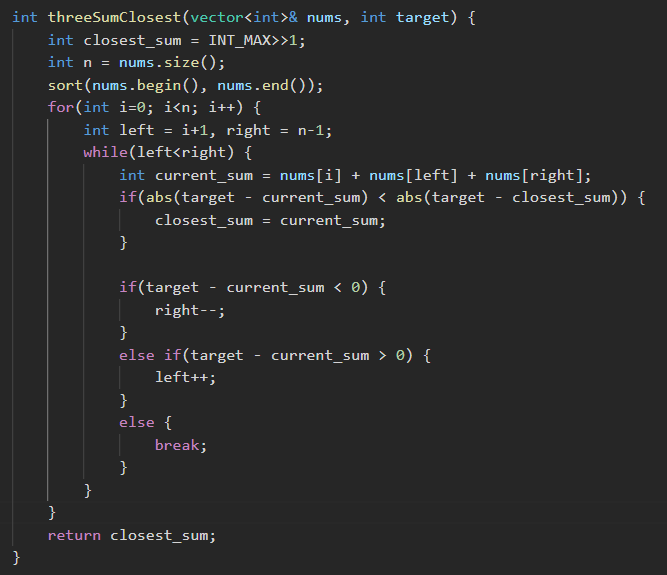 int threeSumClosest(vector<int>& nums, int target) {
    int closest_sum = INT_MAX>>1;
    int n = nums.size();
    sort(nums.begin(), nums.end());
    for(int i=0; i<n; i++) {
        int left = i+1, right = n-1;
        while(left<right) {
            int current_sum = nums[i] + nums[left] + nums[right];
            if(abs(target - current_sum) < abs(target - closest_sum)) {
                closest_sum = current_sum;
            }

            if(target - current_sum < 0) {
                right--;
            }
            else if(target - current_sum > 0) {
                left++;
            }
            else {
                break;
            }
        }
    }
    return closest_sum;
}